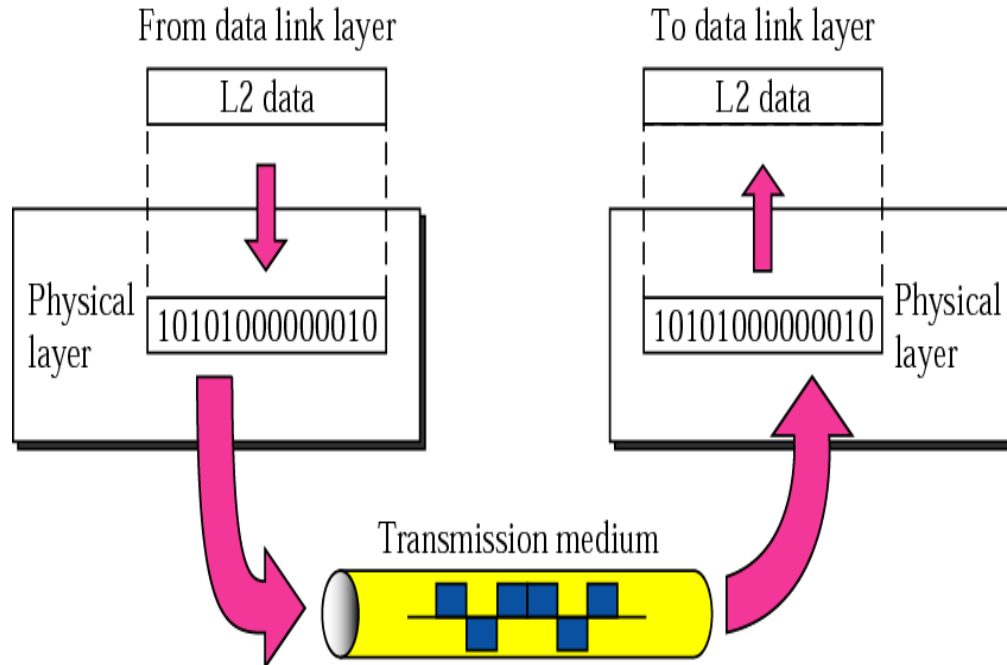 From data link layer
To data link layer
L2 data
L2 data
Physical
layer
10101000000010
10101000000010
Physical
layer
Transmission medium